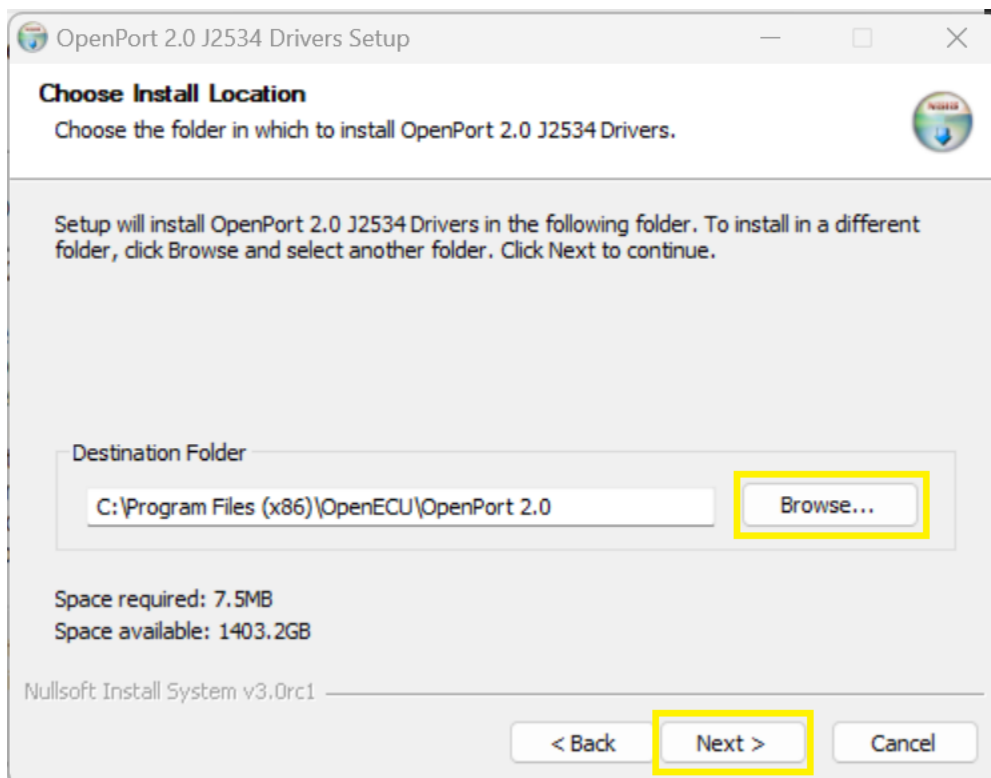 OpenPort 2.0 J2534 Drivers Setup
Choose Install Location
Choose the folder in which to install OpenPort 2.0 J2534 Drivers.
Setup will install OpenPort 2.0 J2534 Drivers in the following folder. To install in a different
folder, click Browse and select another folder. Click Next to continue.
Destination Folder
C:\Program Files (x86)\OpenECU\OpenPort 2.0
Browse...
Space required: 7.5MB
Space available: 1403.2GB
Nullsoft Install System v3.0rc1
< Back
Next >
Cancel